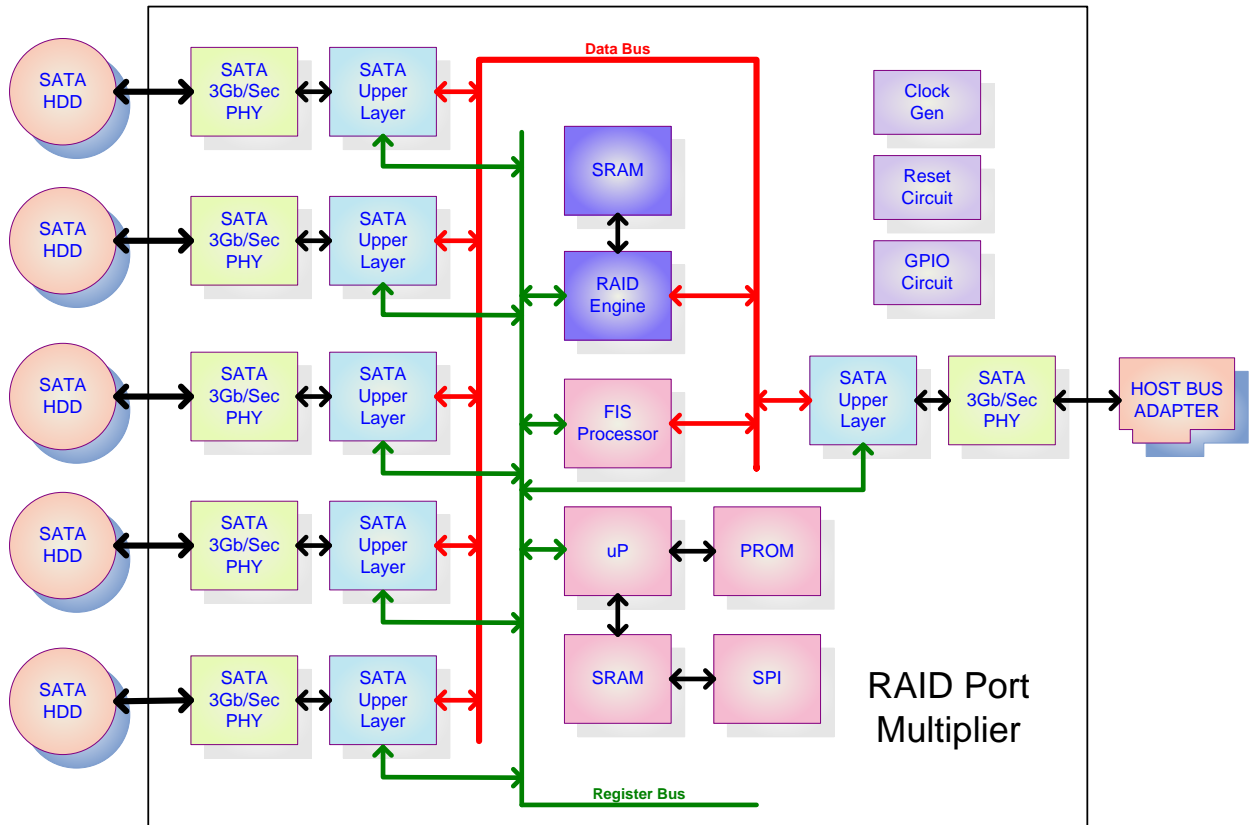 Data Bus
SATA
HDD
SATA
3Gb/Sec
PHY
SATA
Upper
Layer
SATA
HDD
SATA
3Gb/Sec
PHY
SATA
Upper
Layer
SATA
HDD
SATA
3Gb/Sec
PHY
SATA
Upper
Layer
SATA
HDD
SATA
3Gb/Sec
PHY
SATA
Upper
Layer
SATA
HDD
SATA
3Gb/Sec
PHY
SATA
Upper
Layer
SRAM
RAID
Engine
FIS
Processor
uP
PROM
SRAM
SPI
Clock
Gen
Reset
Circuit
GPIO
Circuit
SATA
Upper
Layer
SATA
3Gb/Sec
PHY
HOST BUS
ADAPTER
RAID Port
Multiplier
Register Bus